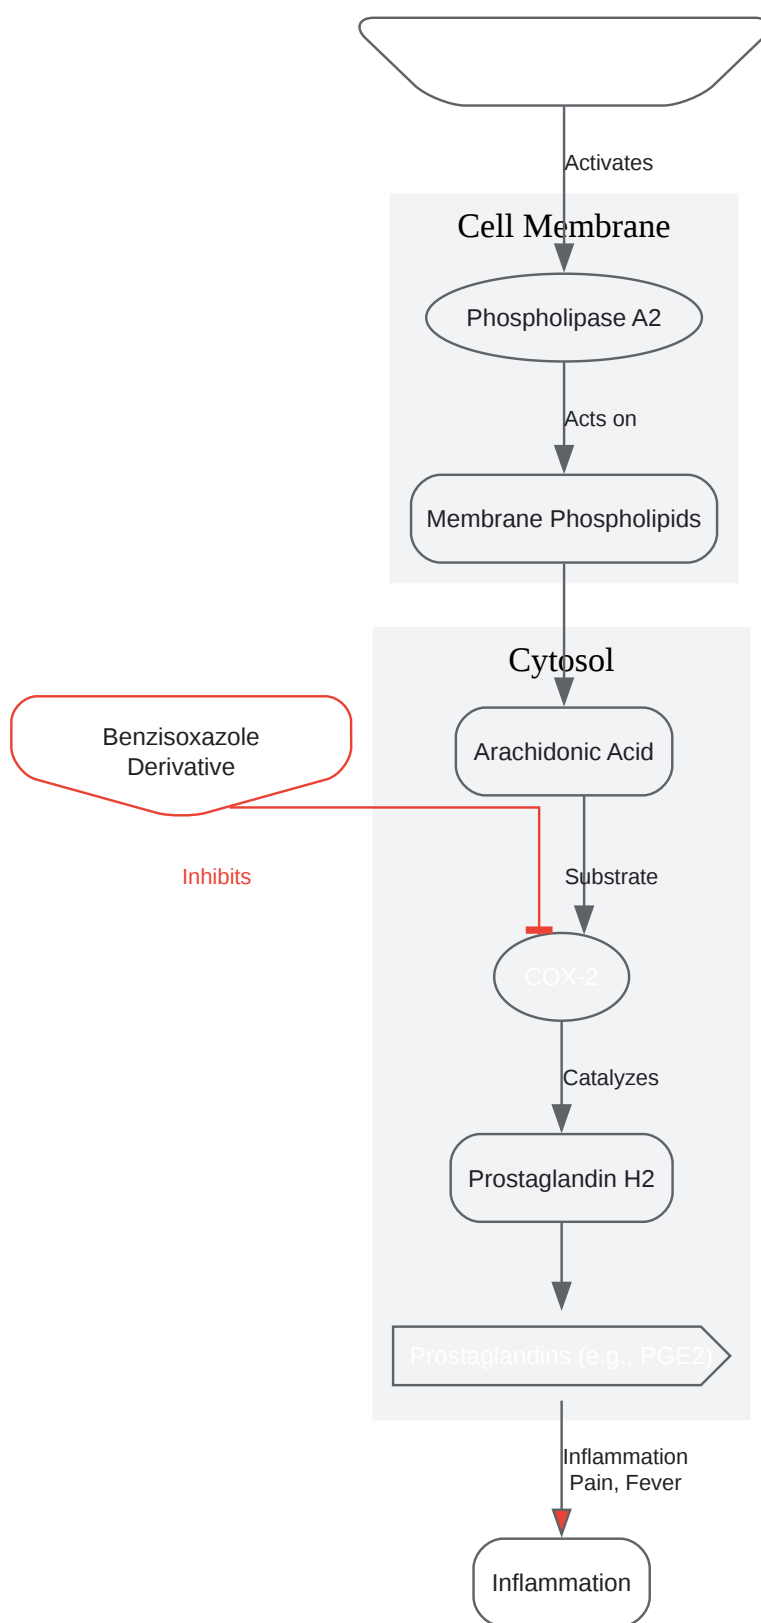 Activates
Cell Membrane
Phospholipase A2
Acts on
Membrane Phospholipids
Cytosol
Benzisoxazole
Derivative
Arachidonic Acid
Inhibits
Substrate
COX-2
Catalyzes
Prostaglandin H2
Prostaglandins (e.g., PGE2)
Inflammation
Pain, Fever
Inflammation